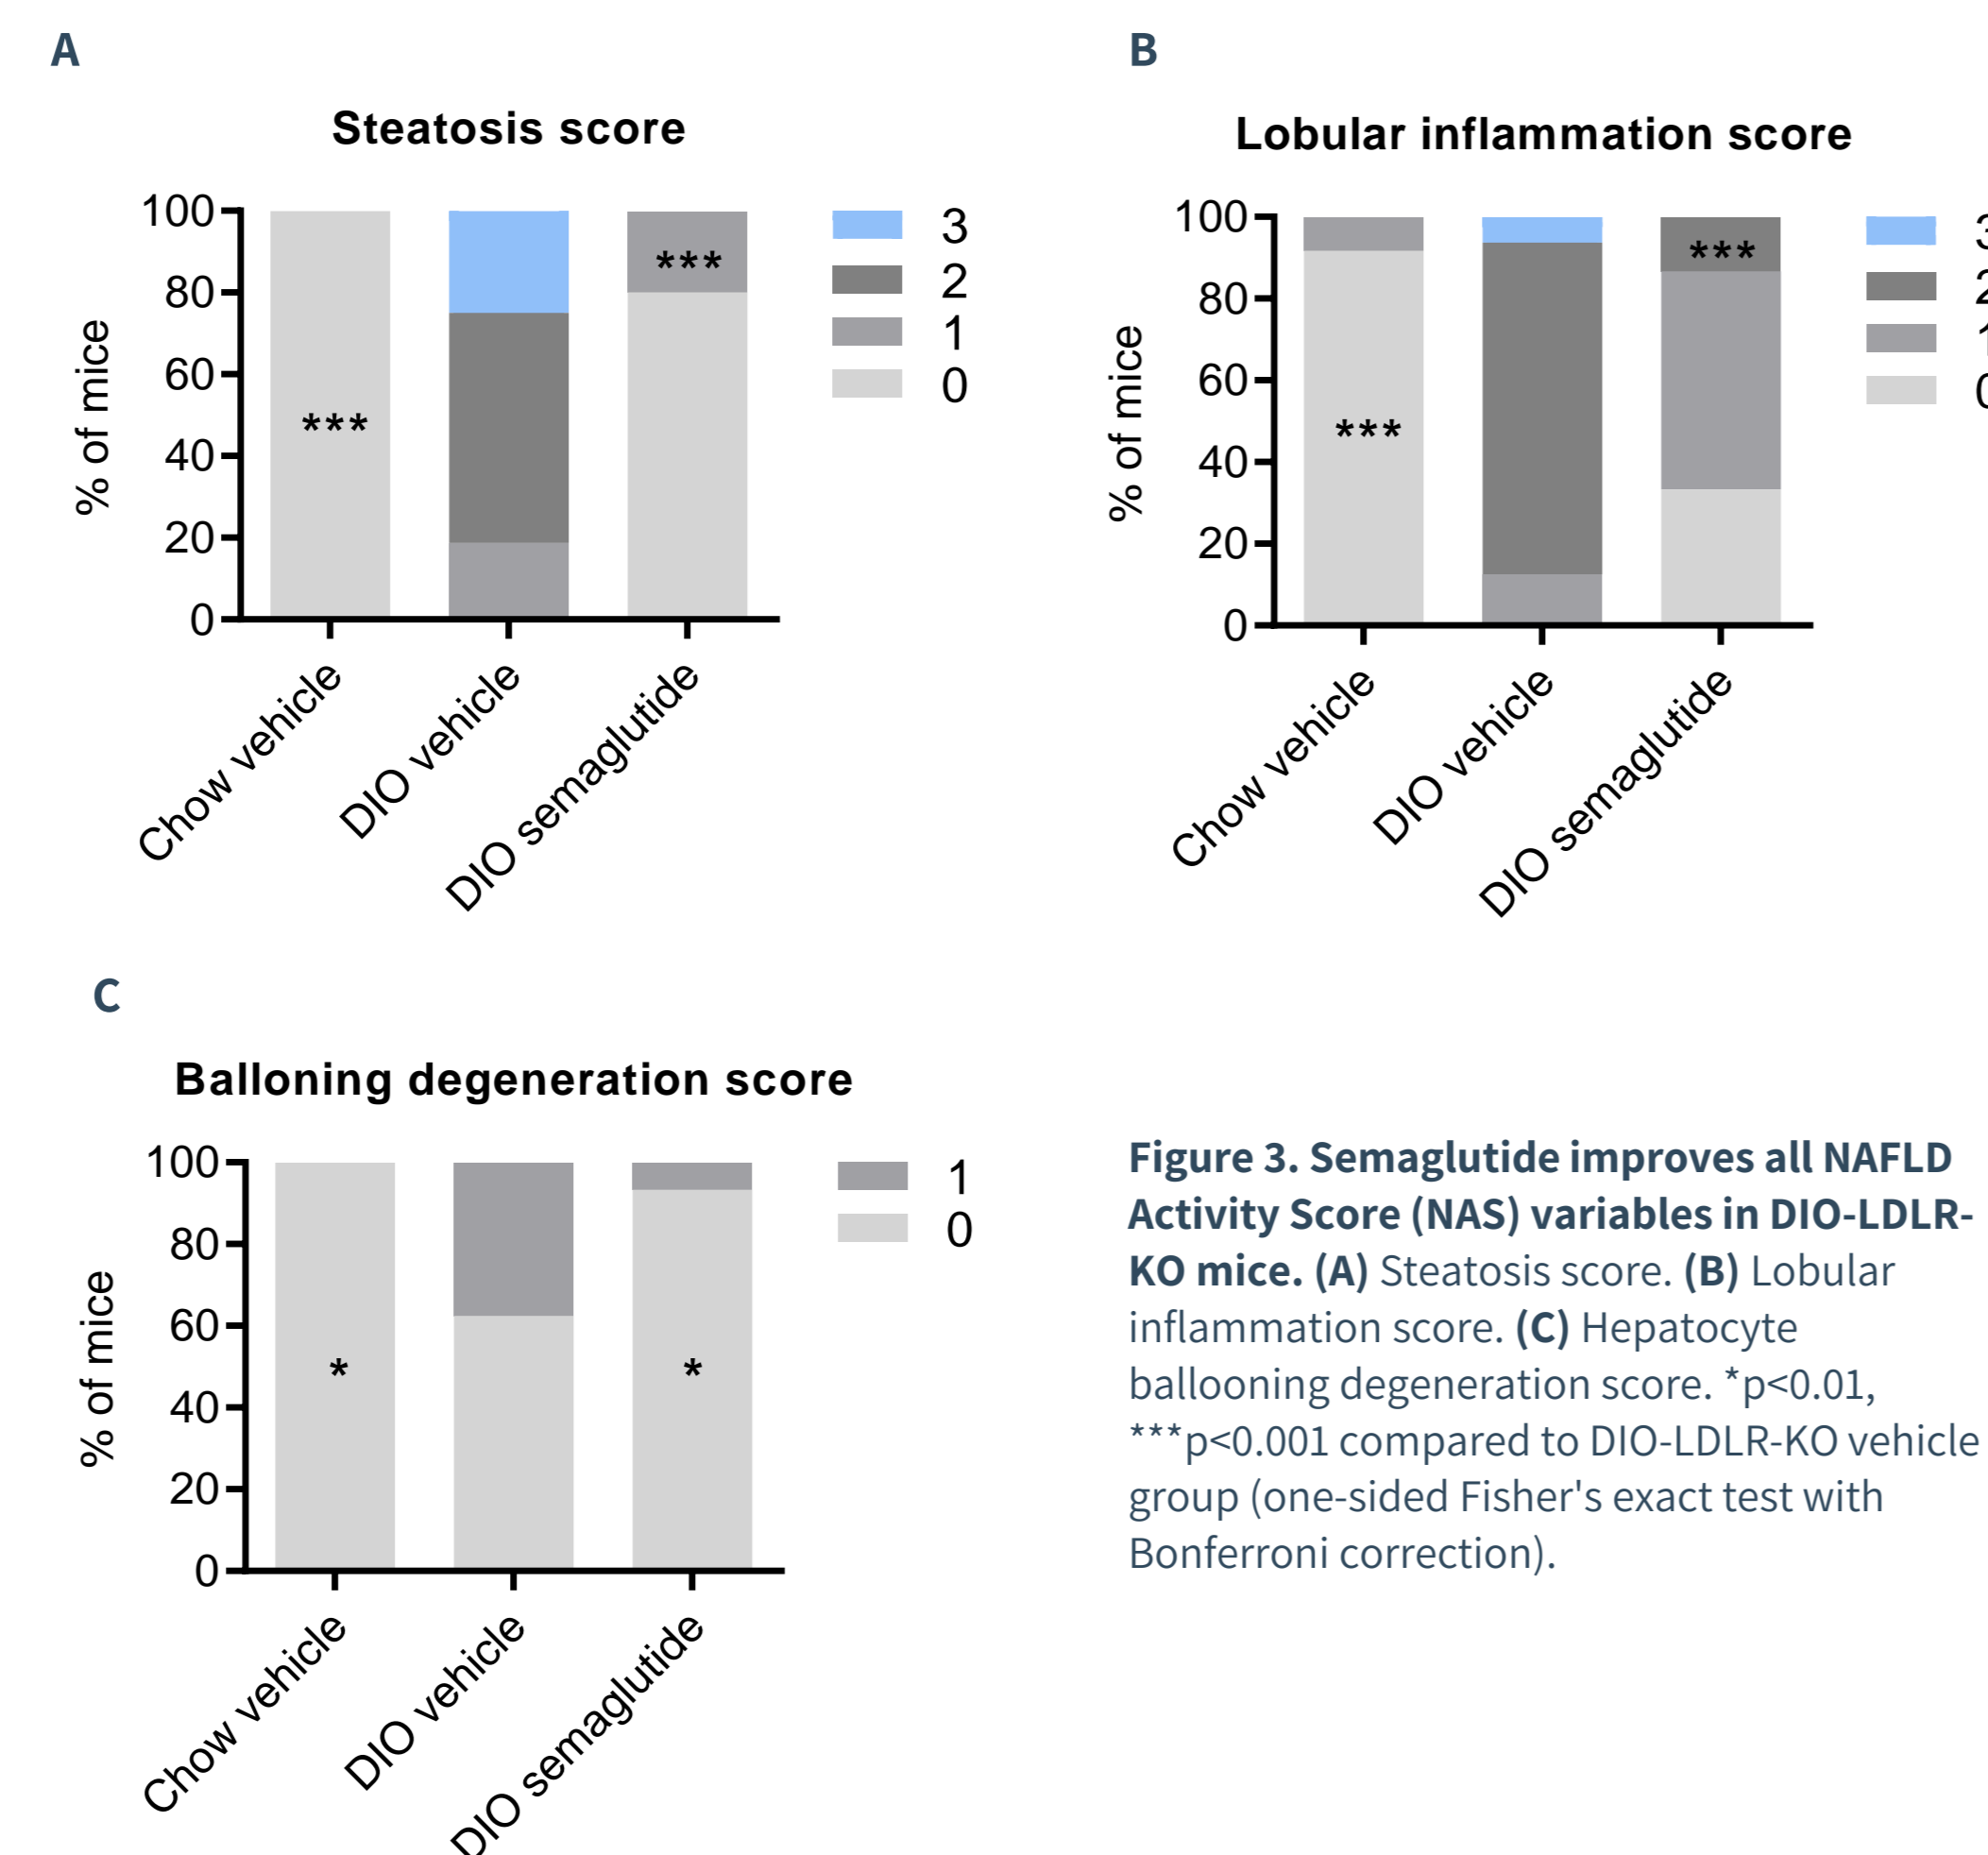 A
Steatosis score
100
80
60
40
20
0
% of mice
***
***
3
2
1
0
Chow vehicle
DIO vehicle
DIO semaglutide
B
Lobular inflammation score
100
80
60
40
20
0
% of mice
***
***
3
2
1
0
Chow vehicle
DIO vehicle
DIO semaglutide
C
Balloning degeneration score
100
80
60
40
20
0
% of mice
*
*
1
0
Chow vehicle
DIO vehicle
DIO semaglutide
Figure 3. Semaglutide improves all NAFLD
Activity Score (NAS) variables in DIO-LDLR-
KO mice. (A) Steatosis score. (B) Lobular
inflammation score. (C) Hepatocyte
ballooning degeneration score. *p<0.01,
***p<0.001 compared to DIO-LDLR-KO vehicle
group (one-sided Fisher's exact test with
Bonferroni correction).